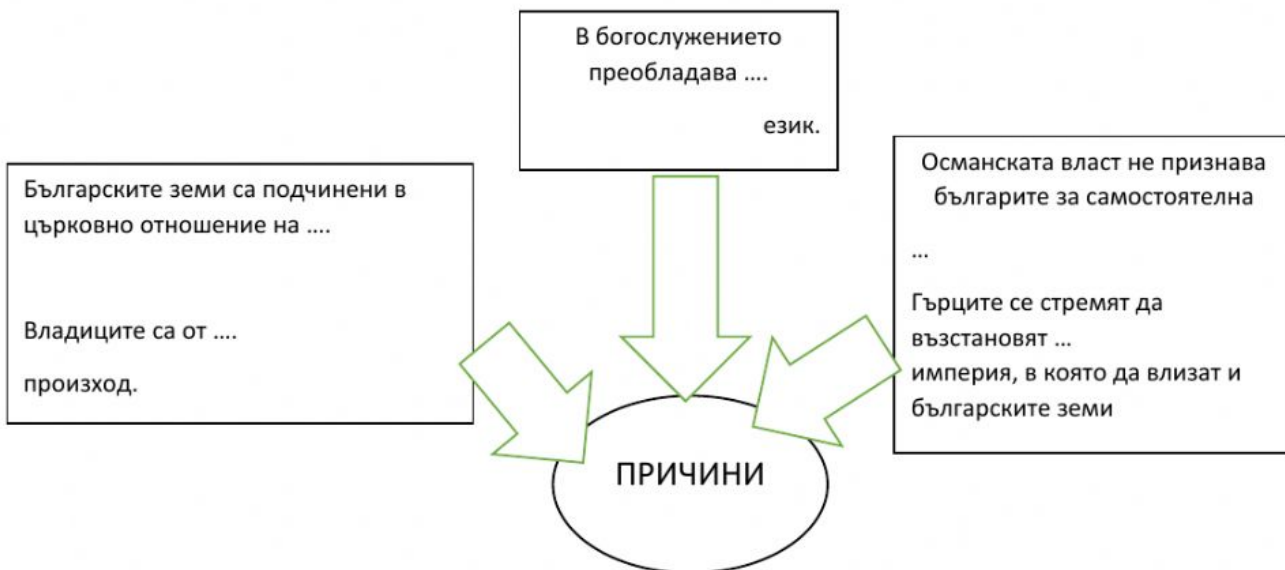 В богослужението
преобладава ....
език.
Българските земи са подчинени в
църковно отношение на ....
Владиците са от ....
произход.
Османската власт не признава
българите за самостоятелна
...
Гърците се стремят да
възстановят ...
империя, в която да влизат и
българските земи
ПРИЧИНИ